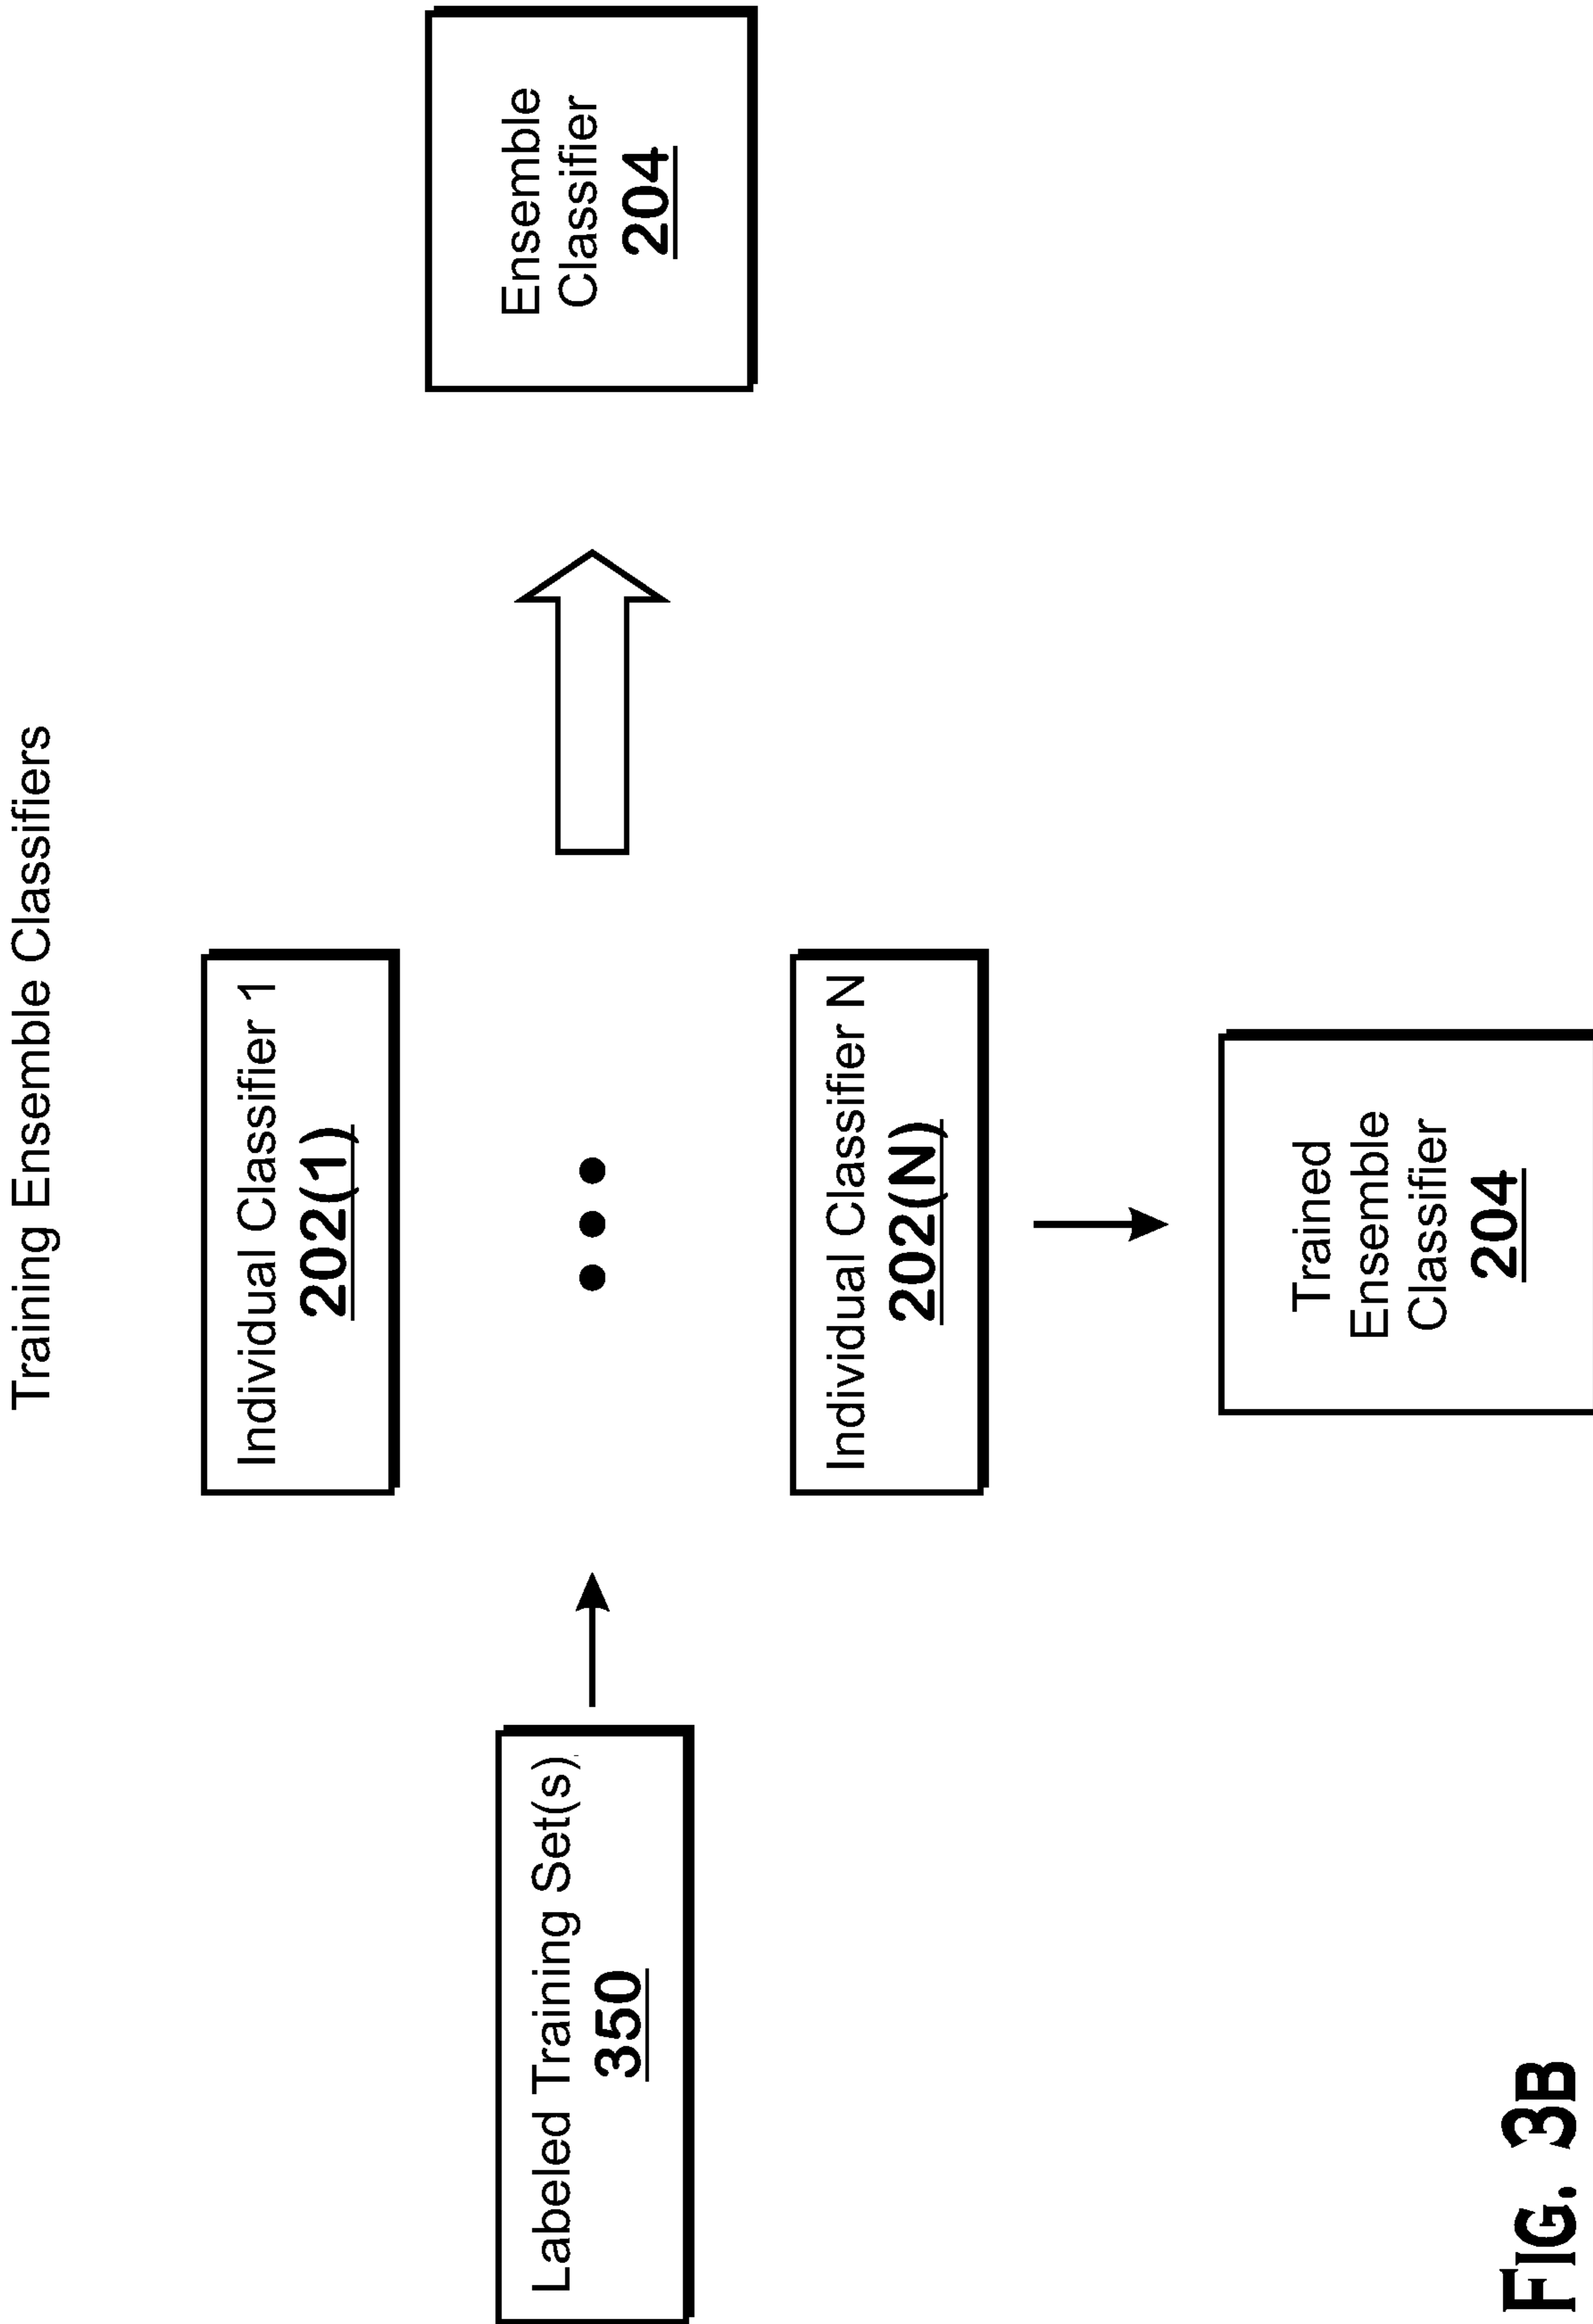 Training Ensemble Classifiers
Labeled Training Set(s)
350
Individual Classifier 1
202(1)
Individual Classifier N
202(N)
Ensemble
Classifier
204
Trained
Ensemble
Classifier
204
FIG. 3B